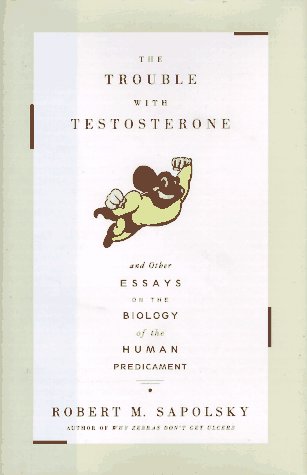 THE
TROUBLE
WITH
TESTOSTERONE
and Other
ESSAYS
ON THE
BIOLOGY
of the
HUMAN
PREDICAMENT
ROBERT M. SAPOLSKY
AUTHOR OF WHY ZEBRAS DON'T GET ULCERS